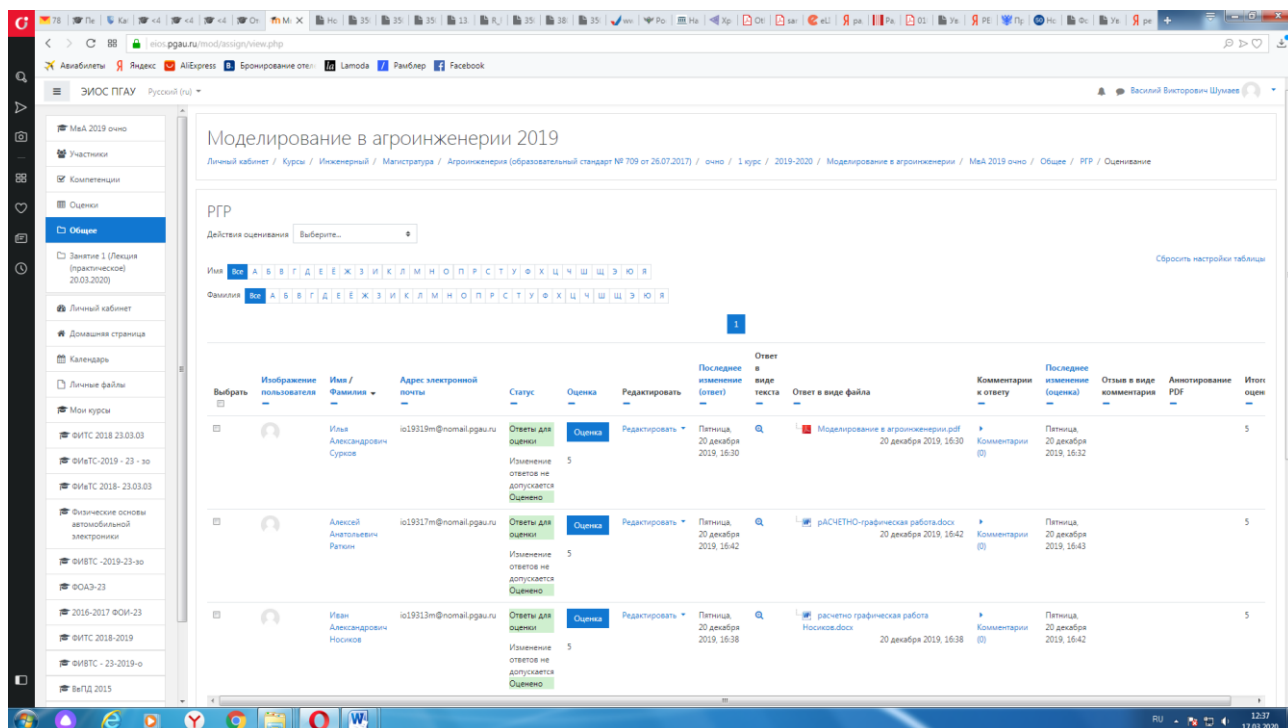 eios.pgau.ru/mod/assign/view.php
Авиабилеты Яндекс AliExpress Бронирование отел Lamoda Рамблер Facebook
ЭИОС ПГАУ Русский (ru)
Василий Викторович Шумаев
МвА 2019 очно
Участники
Компетенции
Оценки
Общее
Занятие 1 (Лекция
(практическое)
20.03.2020)
Личный кабинет
Домашняя страница
Календарь
Личные файлы
Мои курсы
ФИТС 2018 23.03.03
ФИвТС-2019 - 23 - зо
ФИвТС 2018- 23.03.03
Физические основы
автомобильной
электроники
ФИВТС -2019-23-зо
ФОАЭ-23
2016-2017 ФОИ-23
ФИТС 2018-2019
ФИВТС - 23-2019-о
ВвПД 2015
Моделирование в агроинженерии 2019
Личный кабинет / Курсы / Инженерный / Магистратура / Агроинженерия (образовательный стандарт № 709 от 26.07.2017) / очно / 1 курс / 2019-2020 / Моделирование в агроинженерии / МвА 2019 очно / Общее / РГР / Оценивание
РГР
Действия оценивания Выберите...
Сбросить настройки таблицы
Имя Все А Б В Г Д Е Ё Ж З И К Л М Н О П Р С Т У Ф Х Ц Ч Ш Щ Э Ю Я
Фамилия Все А Б В Г Д Е Ё Ж З И К Л М Н О П Р С Т У Ф Х Ц Ч Ш Щ Э Ю Я
1
Выбрать
Изображение
пользователя
Имя /
Фамилия
Адрес электронной
почты
Статус
Оценка
Редактировать
Последнее
изменение
(ответ)
Ответ
в
виде
текста
Ответ в виде файла
Комментарии
к ответу
Последнее
изменение
(оценка)
Отзыв в виде
комментария
Аннотирование
PDF
Итого
оцен
Илья
Александрович
Сурков
io19319m@nomail.pgau.ru
Ответы для
оценки
Изменение
ответов не
допускается
Оценено
Оценка
5
Редактировать
Пятница,
20 декабря
2019, 16:30
Моделирование в агроинженерии.pdf
20 декабря 2019, 16:30
Комментарии
(0)
Пятница,
20 декабря
2019, 16:32
5
Алексей
Анатольевич
Раткин
io19317m@nomail.pgau.ru
Ответы для
оценки
Изменение
ответов не
допускается
Оценено
Оценка
5
Редактировать
Пятница,
20 декабря
2019, 16:42
рАСЧЕТНО-графическая работа.docx
20 декабря 2019, 16:42
Комментарии
(0)
Пятница,
20 декабря
2019, 16:43
5
Иван
Александрович
Носиков
io19313m@nomail.pgau.ru
Ответы для
оценки
Изменение
ответов не
допускается
Оценено
Оценка
5
Редактировать
Пятница,
20 декабря
2019, 16:38
расчетно графическая работа
Носиков.docx
20 декабря 2019, 16:38
Комментарии
(0)
Пятница,
20 декабря
2019, 16:42
5
RU
12:37
17.03.2020